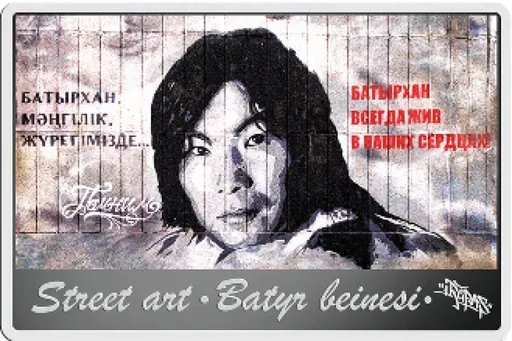 БАТЫРХАН,
МӘҢГІЛІК,
ЖҮРЕГІМІЗДЕ...
БАТЫРХАН
ВСЕГДА ЖИВ
В НАШИХ СЕРДЦАХ!
Street art · Batyr beinesi ·